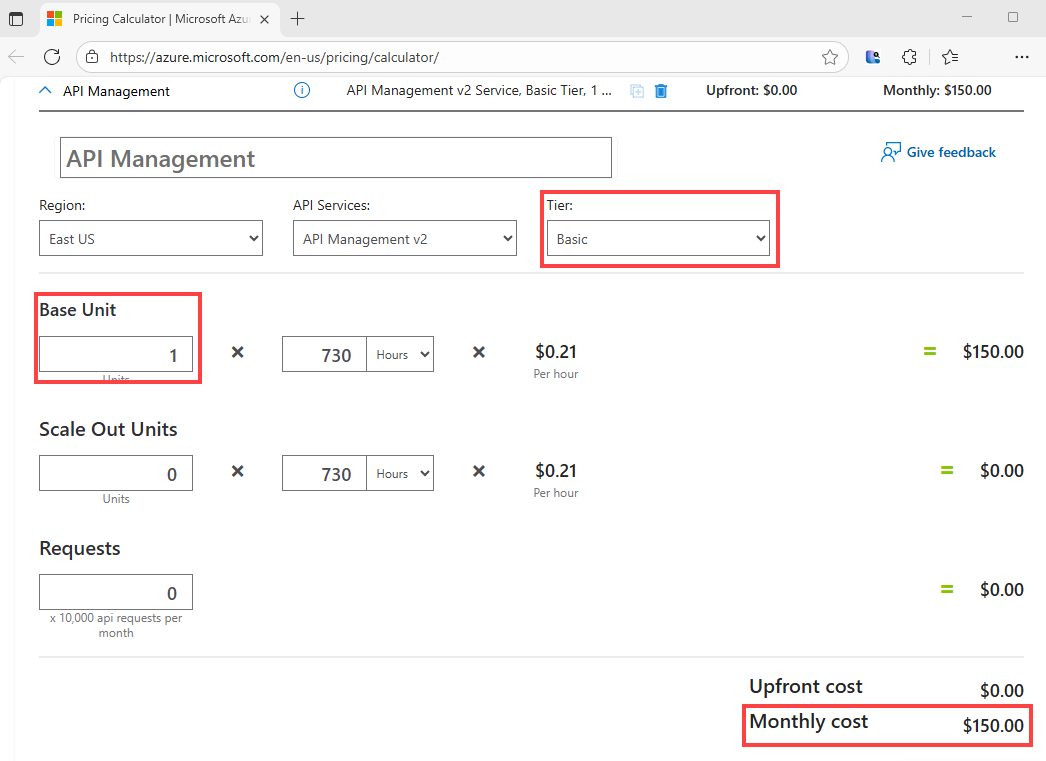 Pricing Calculator | Microsoft Azu
https://azure.microsoft.com/en-us/pricing/calculator/
API Management API Management v2 Service, Basic Tier, 1 ... Upfront: $0.00 Monthly: $150.00
API Management
Give feedback
Region: API Services: Tier:
East US API Management v2 Basic
Base Unit
1 × 730 Hours × $0.21 = $150.00
Units Per hour
Scale Out Units
0 × 730 Hours × $0.21 = $0.00
Units Per hour
Requests
0 = $0.00
x 10,000 api requests per
month
Upfront cost $0.00
Monthly cost $150.00